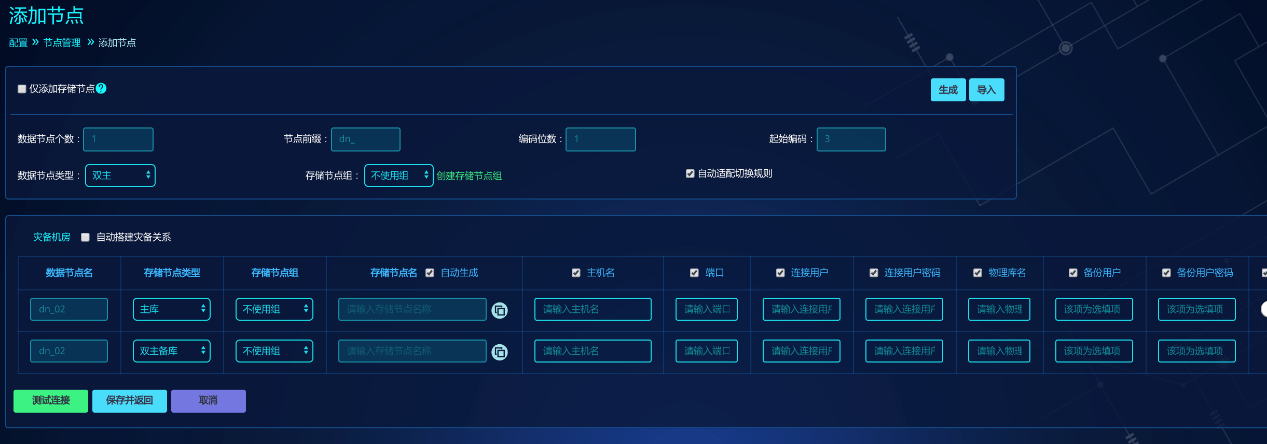 添加节点
配置 » 节点管理 » 添加节点
仅添加存储节点 ? 生成 导入
数据节点个数： 1 节点前缀： dn_ 编码位数： 1 起始编码： 3
数据节点类型： 双主 存储节点组： 不使用组 创建存储节点组 自动适配切换规则
灾备机房 自动搭建灾备关系
数据节点名 存储节点类型 存储节点组 存储节点名 自动生成 主机名 端口 连接用户 连接用户密码 物理库名 备份用户 备份用户密码
dn_02 主库 不使用组 请输入存储节点名称 请输入主机名 请输入端口 请输入连接用户 请输入连接用户 请输入物理 该项为选填项 该项为选填项
dn_02 双主备库 不使用组 请输入存储节点名称 请输入主机名 请输入端口 请输入连接用户 请输入连接用户 请输入物理 该项为选填项 该项为选填项
测试连接 保存并返回 取消